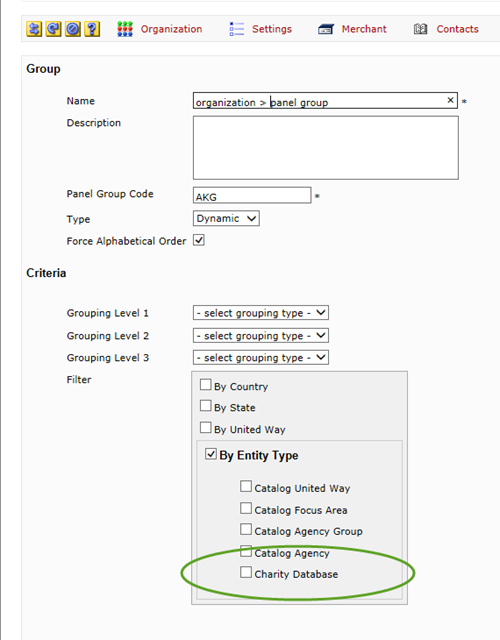 Organization Settings Merchant Contacts
Group
Name organization > panel group × *
Description
Panel Group Code AKG *
Type Dynamic
Force Alphabetical Order
Criteria
Grouping Level 1 - select grouping type -
Grouping Level 2 - select grouping type -
Grouping Level 3 - select grouping type -
Filter
By Country
By State
By United Way
By Entity Type
Catalog United Way
Catalog Focus Area
Catalog Agency Group
Catalog Agency
Charity Database